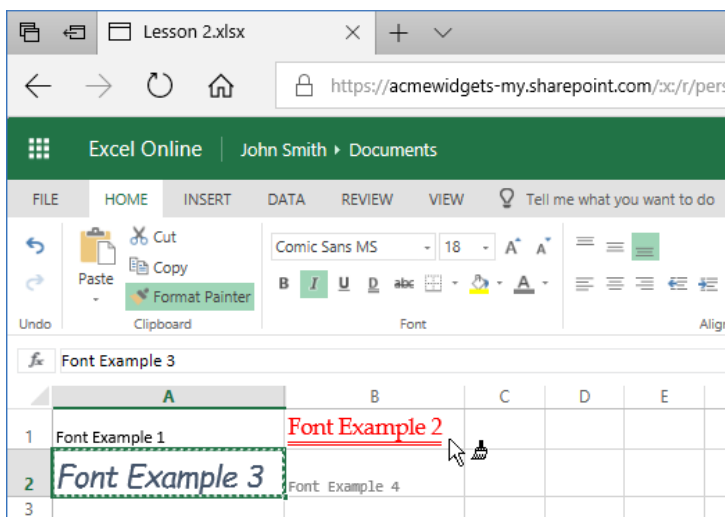 Lesson 2.xlsx
https://acmewidgets-my.sharepoint.com/:x:/r/pers
Excel Online John Smith Documents
FILE HOME INSERT DATA REVIEW VIEW Tell me what you want to do
Cut
Copy
Paste
Format Painter
Comic Sans MS 18 A A
B I U D abc A
Undo Clipboard Font Align
fx Font Example 3
A B C D E
1 Font Example 1 Font Example 2
2 Font Example 3 Font Example 4
3